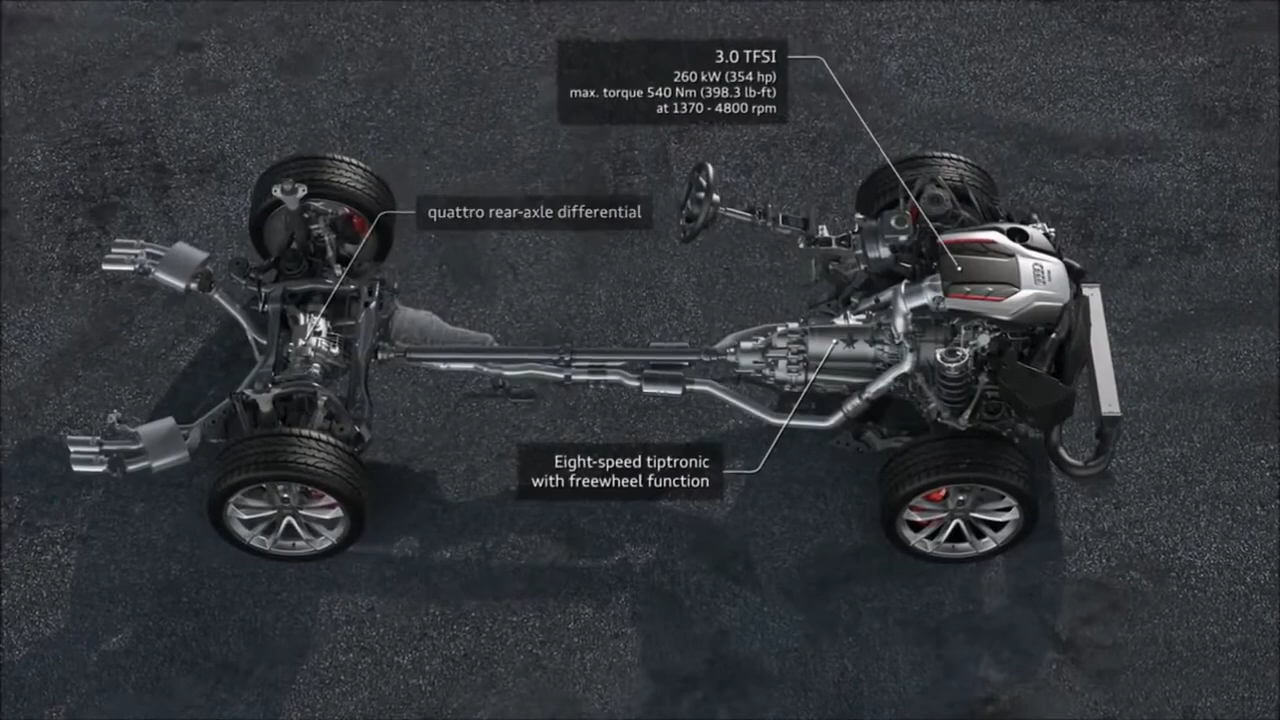 3.0 TFSI
260 kW (354 hp)
max. torque 540 Nm (398.3 lb-ft)
at 1370 - 4800 rpm
quattro rear-axle differential
Eight-speed tiptronic
with freewheel function